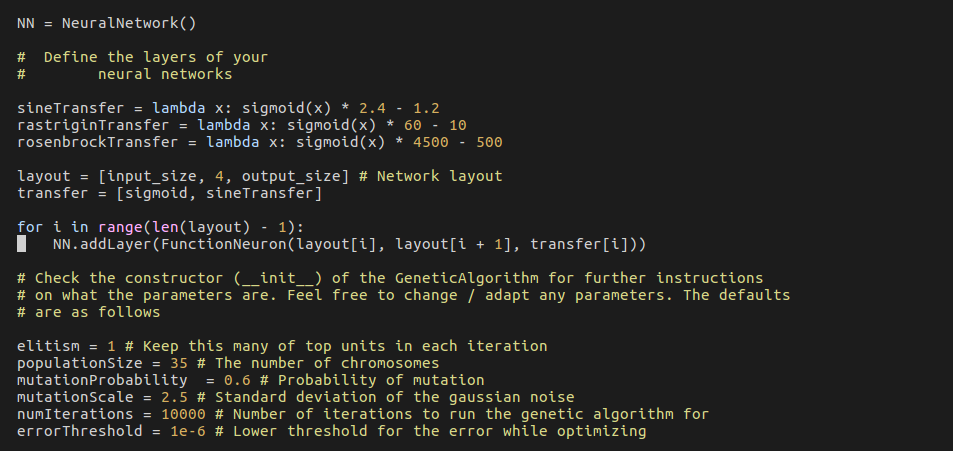 NN = NeuralNetwork()
#  Define the layers of your
#        neural networks
sineTransfer = lambda x: sigmoid(x) * 2.4 - 1.2
rastriginTransfer = lambda x: sigmoid(x) * 60 - 10
rosenbrockTransfer = lambda x: sigmoid(x) * 4500 - 500
layout = [input_size, 4, output_size] # Network layout
transfer = [sigmoid, sineTransfer]
for i in range(len(layout) - 1):
    NN.addLayer(FunctionNeuron(layout[i], layout[i + 1], transfer[i]))
# Check the constructor (__init__) of the GeneticAlgorithm for further instructions
# on what the parameters are. Feel free to change / adapt any parameters. The defaults
# are as follows
elitism = 1 # Keep this many of top units in each iteration
populationSize = 35 # The number of chromosomes
mutationProbability  = 0.6 # Probability of mutation
mutationScale = 2.5 # Standard deviation of the gaussian noise
numIterations = 10000 # Number of iterations to run the genetic algorithm for
errorThreshold = 1e-6 # Lower threshold for the error while optimizing